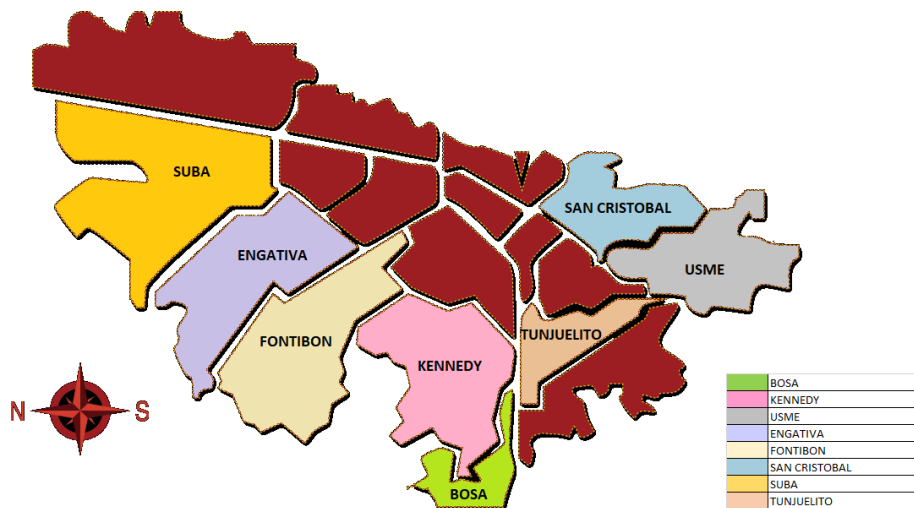 SUBA
SAN CRISTOBAL
ENGATIVA
USME
FONTIBON
TUNJUELITO
KENNEDY
BOSA
N S
BOSA
KENNEDY
USME
ENGATIVA
FONTIBON
SAN CRISTOBAL
SUBA
TUNJUELITO